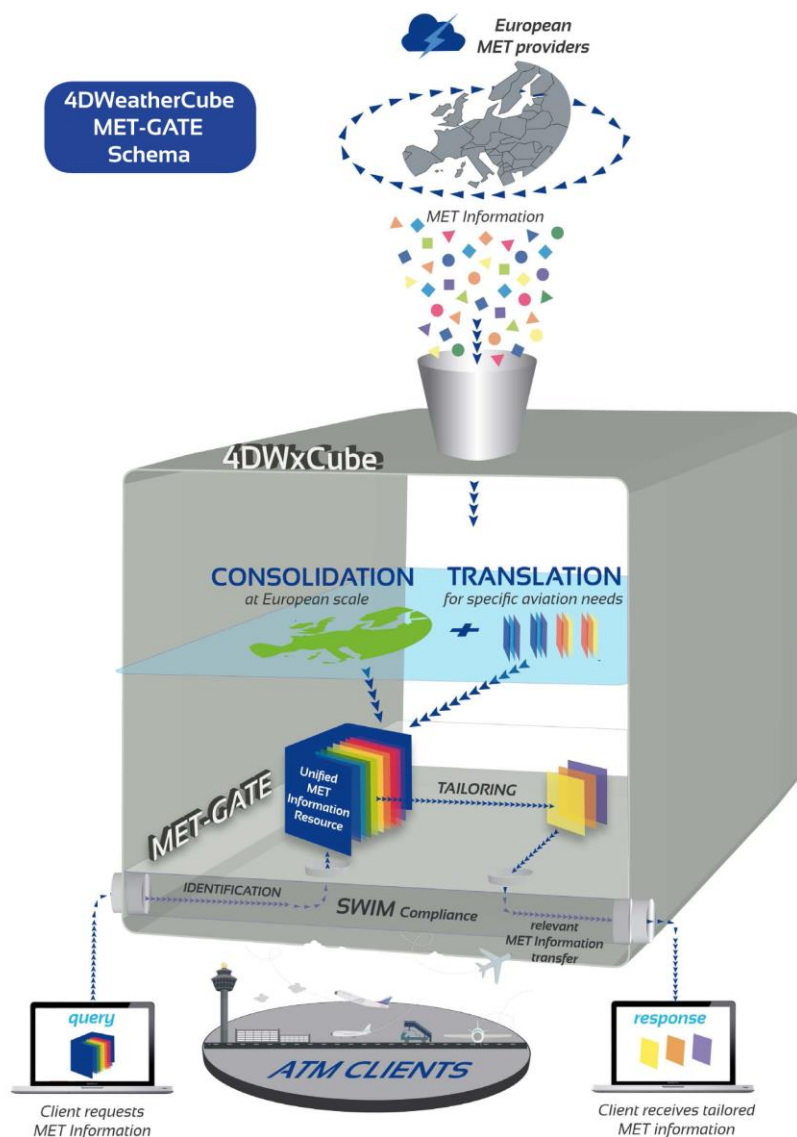 European
MET providers
4DWeatherCube
MET-GATE
Schema
MET Information
4DWxCube
CONSOLIDATION
at European scale
+
TRANSLATION
for specific aviation needs
Unified
MET
Information
Resource
TAILORING
MET-GATE
IDENTIFICATION
SWIM Compliance
relevant
MET Information
transfer
query
response
ATM CLIENTS
Client requests
MET Information
Client receives tailored
MET information